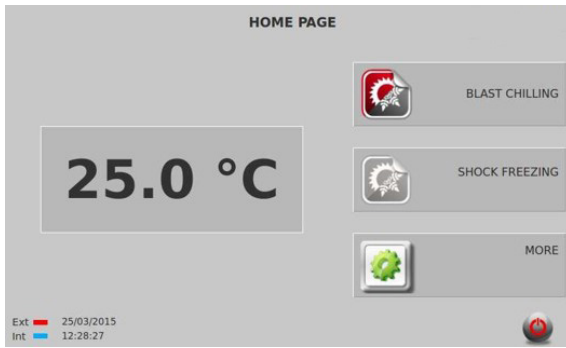 HOME PAGE
BLAST CHILLING
25.0 °C
SHOCK FREEZING
MORE
Ext 25/03/2015
Int 12:28:27